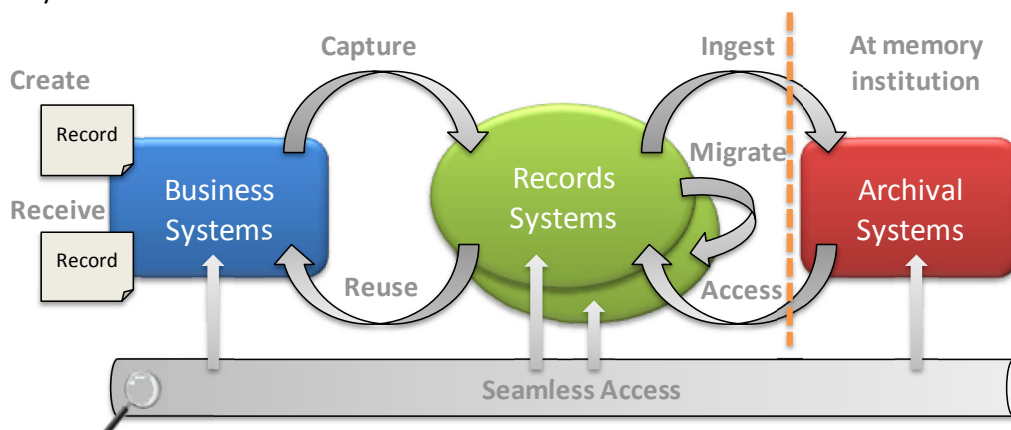 Capture
Ingest
At memory
institution
Create
Record
Migrate
Business
Systems
Records
Systems
Archival
Systems
Receive
Record
Reuse
Access
Seamless Access